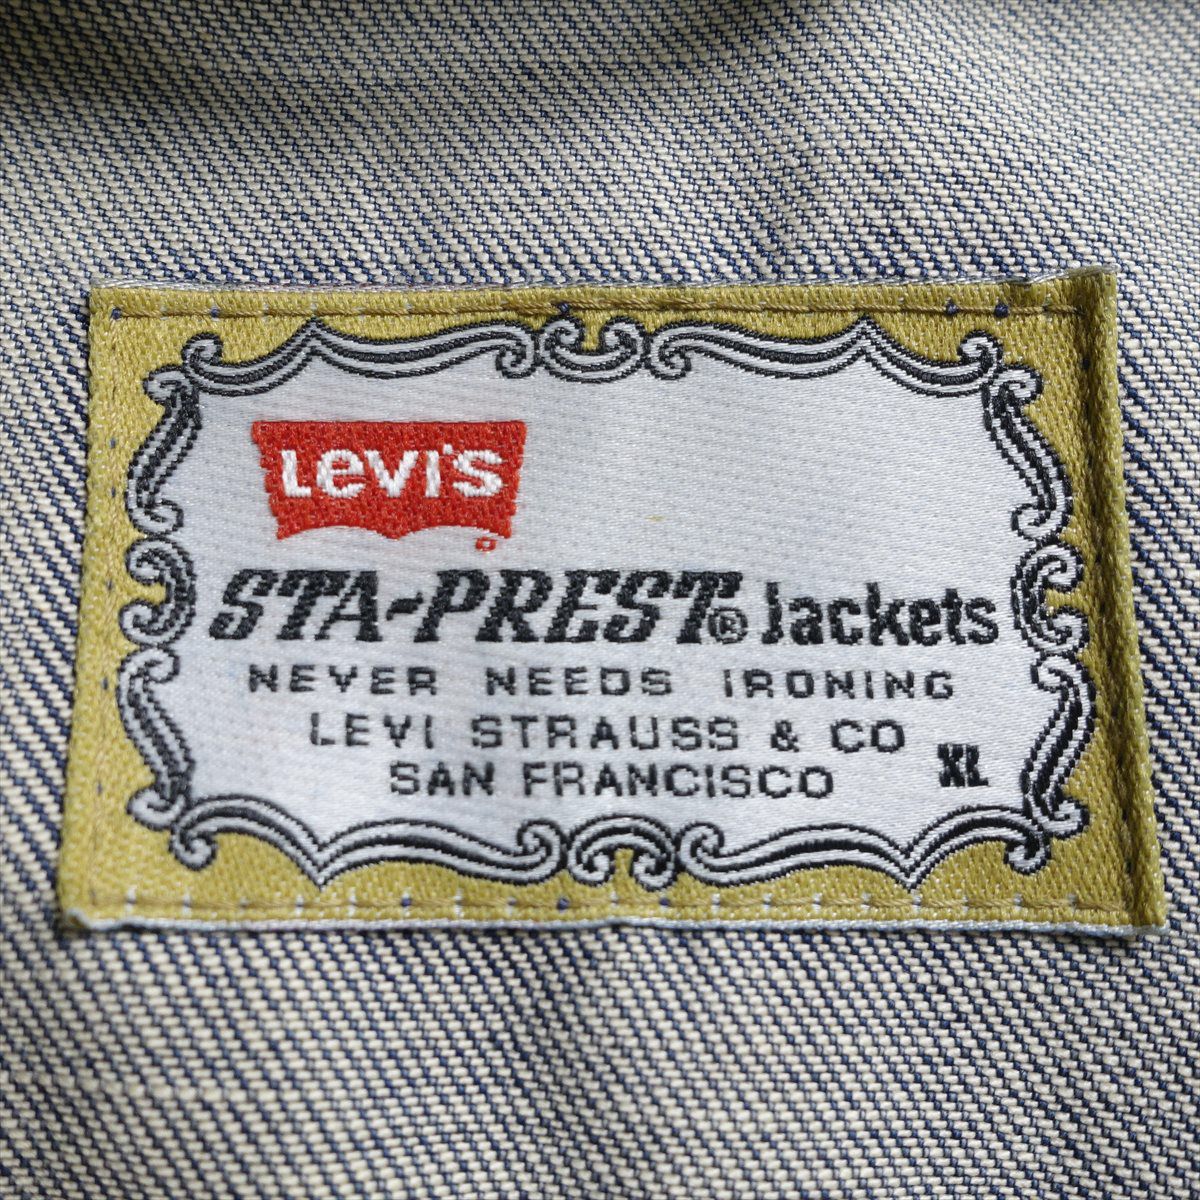 Levi's
STA-PREST® Jackets
NEVER NEEDS IRONING
LEVI STRAUSS & CO
SAN FRANCISCO
XL